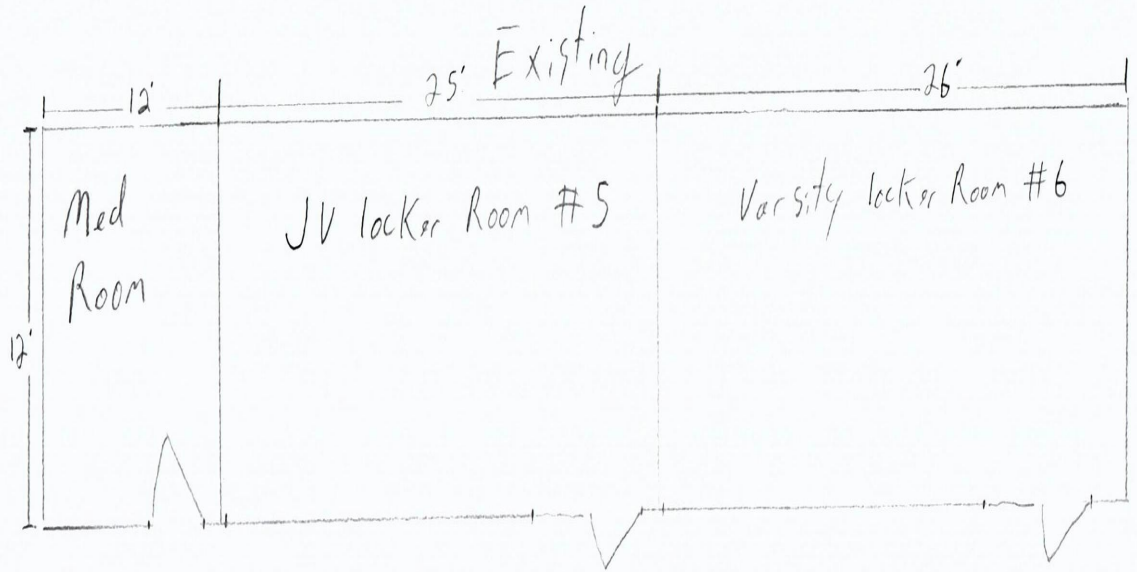 Existing
12' 25' 26'
Med
Room
JV locker Room #5
Varsity locker Room #6
12'